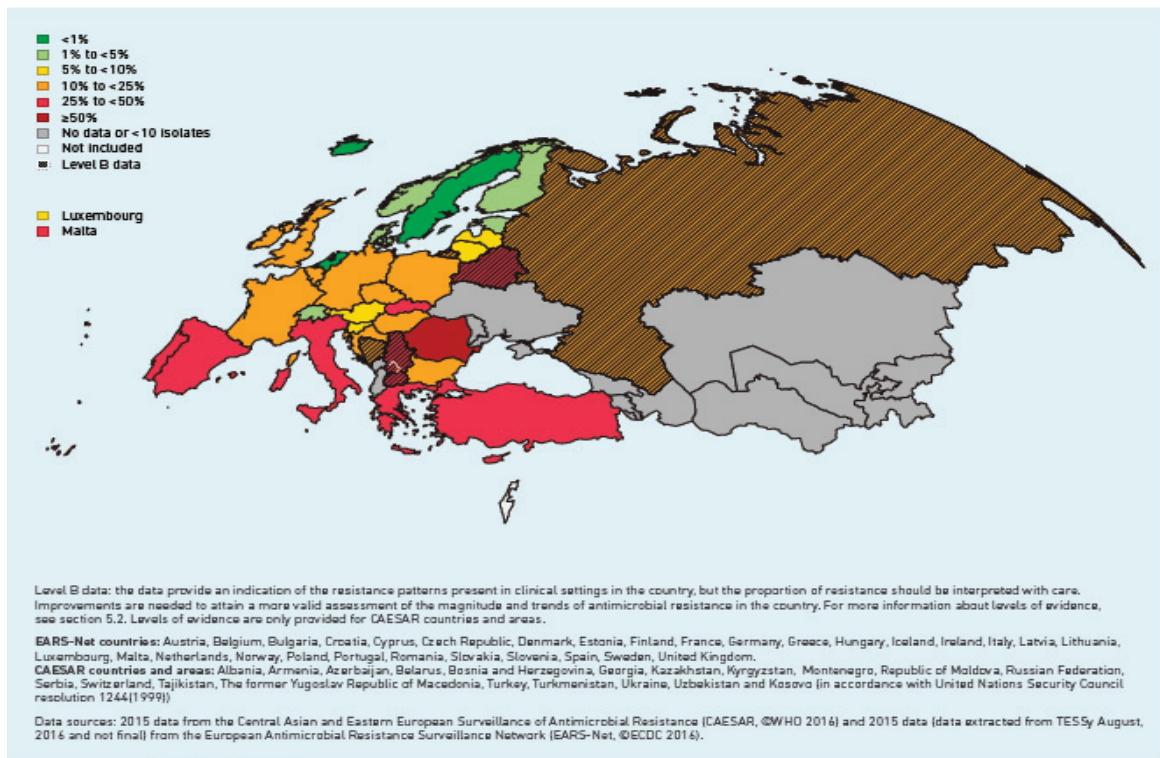 <1%
1% to <5%
5% to <10%
10% to <25%
25% to <50%
≥50%
No data or <10 isolates
Not included
Level B data
Luxembourg
Malta
Level B data: the data provide an indication of the resistance patterns present in clinical settings in the country, but the proportion of resistance should be interpreted with care.
Improvements are needed to attain a more valid assessment of the magnitude and trends of antimicrobial resistance in the country. For more information about levels of evidence,
see section 5.2. Levels of evidence are only provided for CAESAR countries and areas.
EARS-Net countries: Austria, Belgium, Bulgaria, Croatia, Cyprus, Czech Republic, Denmark, Estonia, Finland, France, Germany, Greece, Hungary, Iceland, Ireland, Italy, Latvia, Lithuania,
Luxembourg, Malta, Netherlands, Norway, Poland, Portugal, Romania, Slovakia, Slovenia, Spain, Sweden, United Kingdom.
CAESAR countries and areas: Albania, Armenia, Azerbaijan, Belarus, Bosnia and Herzegovina, Georgia, Kazakhstan, Kyrgyzstan, Montenegro, Republic of Moldova, Russian Federation,
Serbia, Switzerland, Tajikistan, The former Yugoslav Republic of Macedonia, Turkey, Turkmenistan, Ukraine, Uzbekistan and Kosovo (in accordance with United Nations Security Council
resolution 1244(1999))
Data sources: 2015 data from the Central Asian and Eastern European Surveillance of Antimicrobial Resistance (CAESAR, ©WHO 2016) and 2015 data (data extracted from TESSy August,
2016 and not final) from the European Antimicrobial Resistance Surveillance Network (EARS-Net, ©ECDC 2016).